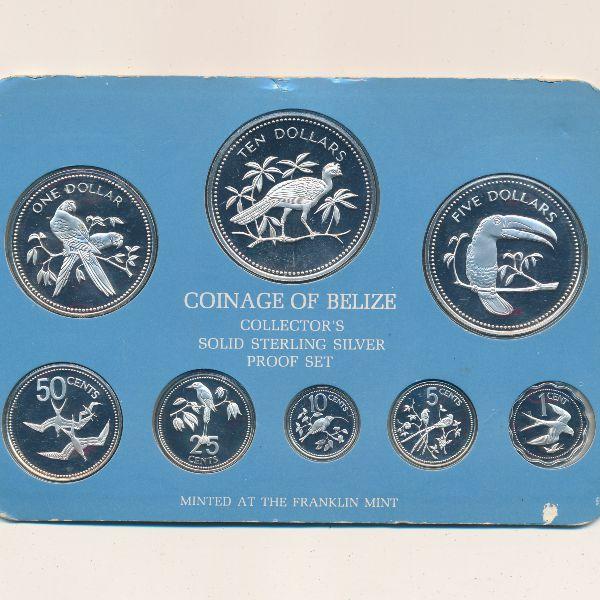 TEN DOLLARS
ONE DOLLAR
FIVE DOLLARS
COINAGE OF BELIZE
COLLECTOR'S
SOLID STERLING SILVER
PROOF SET
50 CENTS
25
CENTS
10 CENTS
5 CENTS
1 CENT
MINTED AT THE FRANKLIN MINT